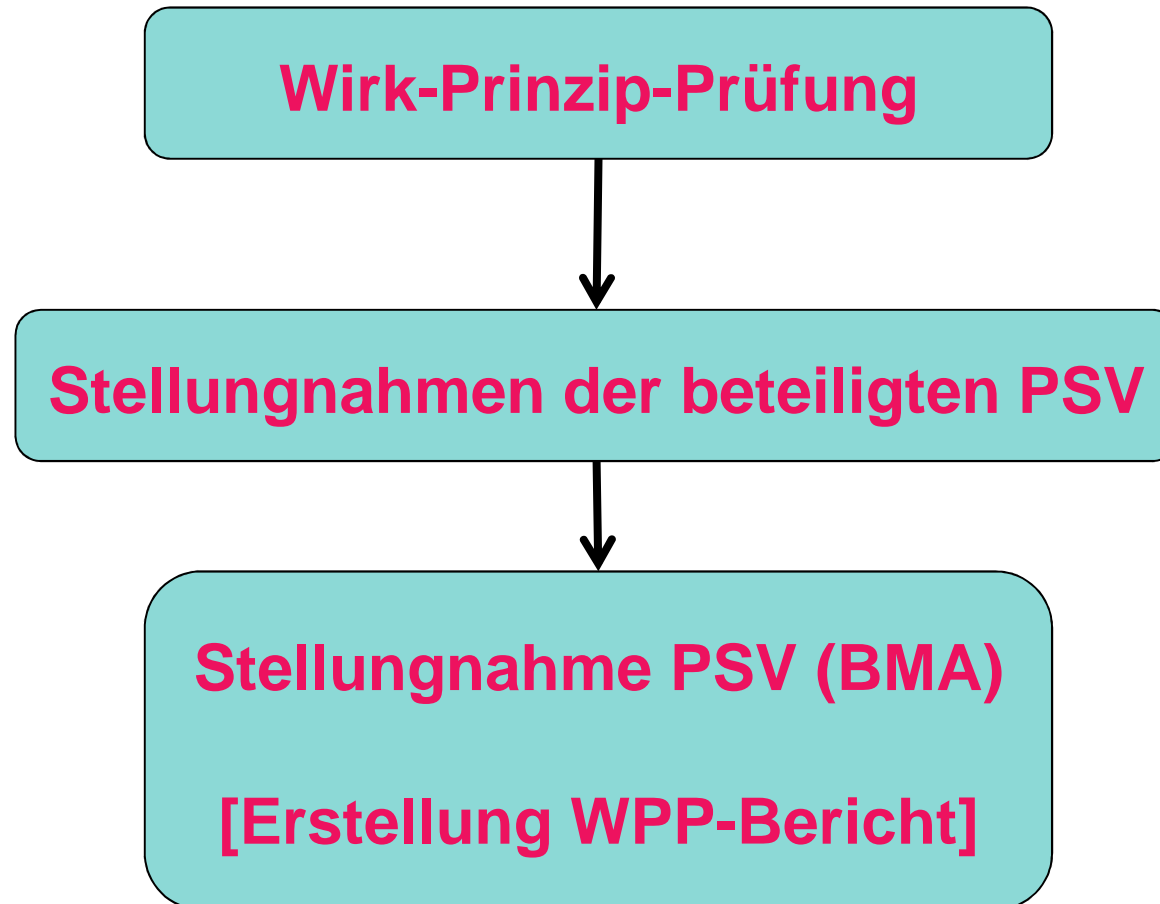 Wirk-Prinzip-Prüfung
Stellungnahmen der beteiligten PSV
Stellungnahme PSV (BMA)
[Erstellung WPP-Bericht]